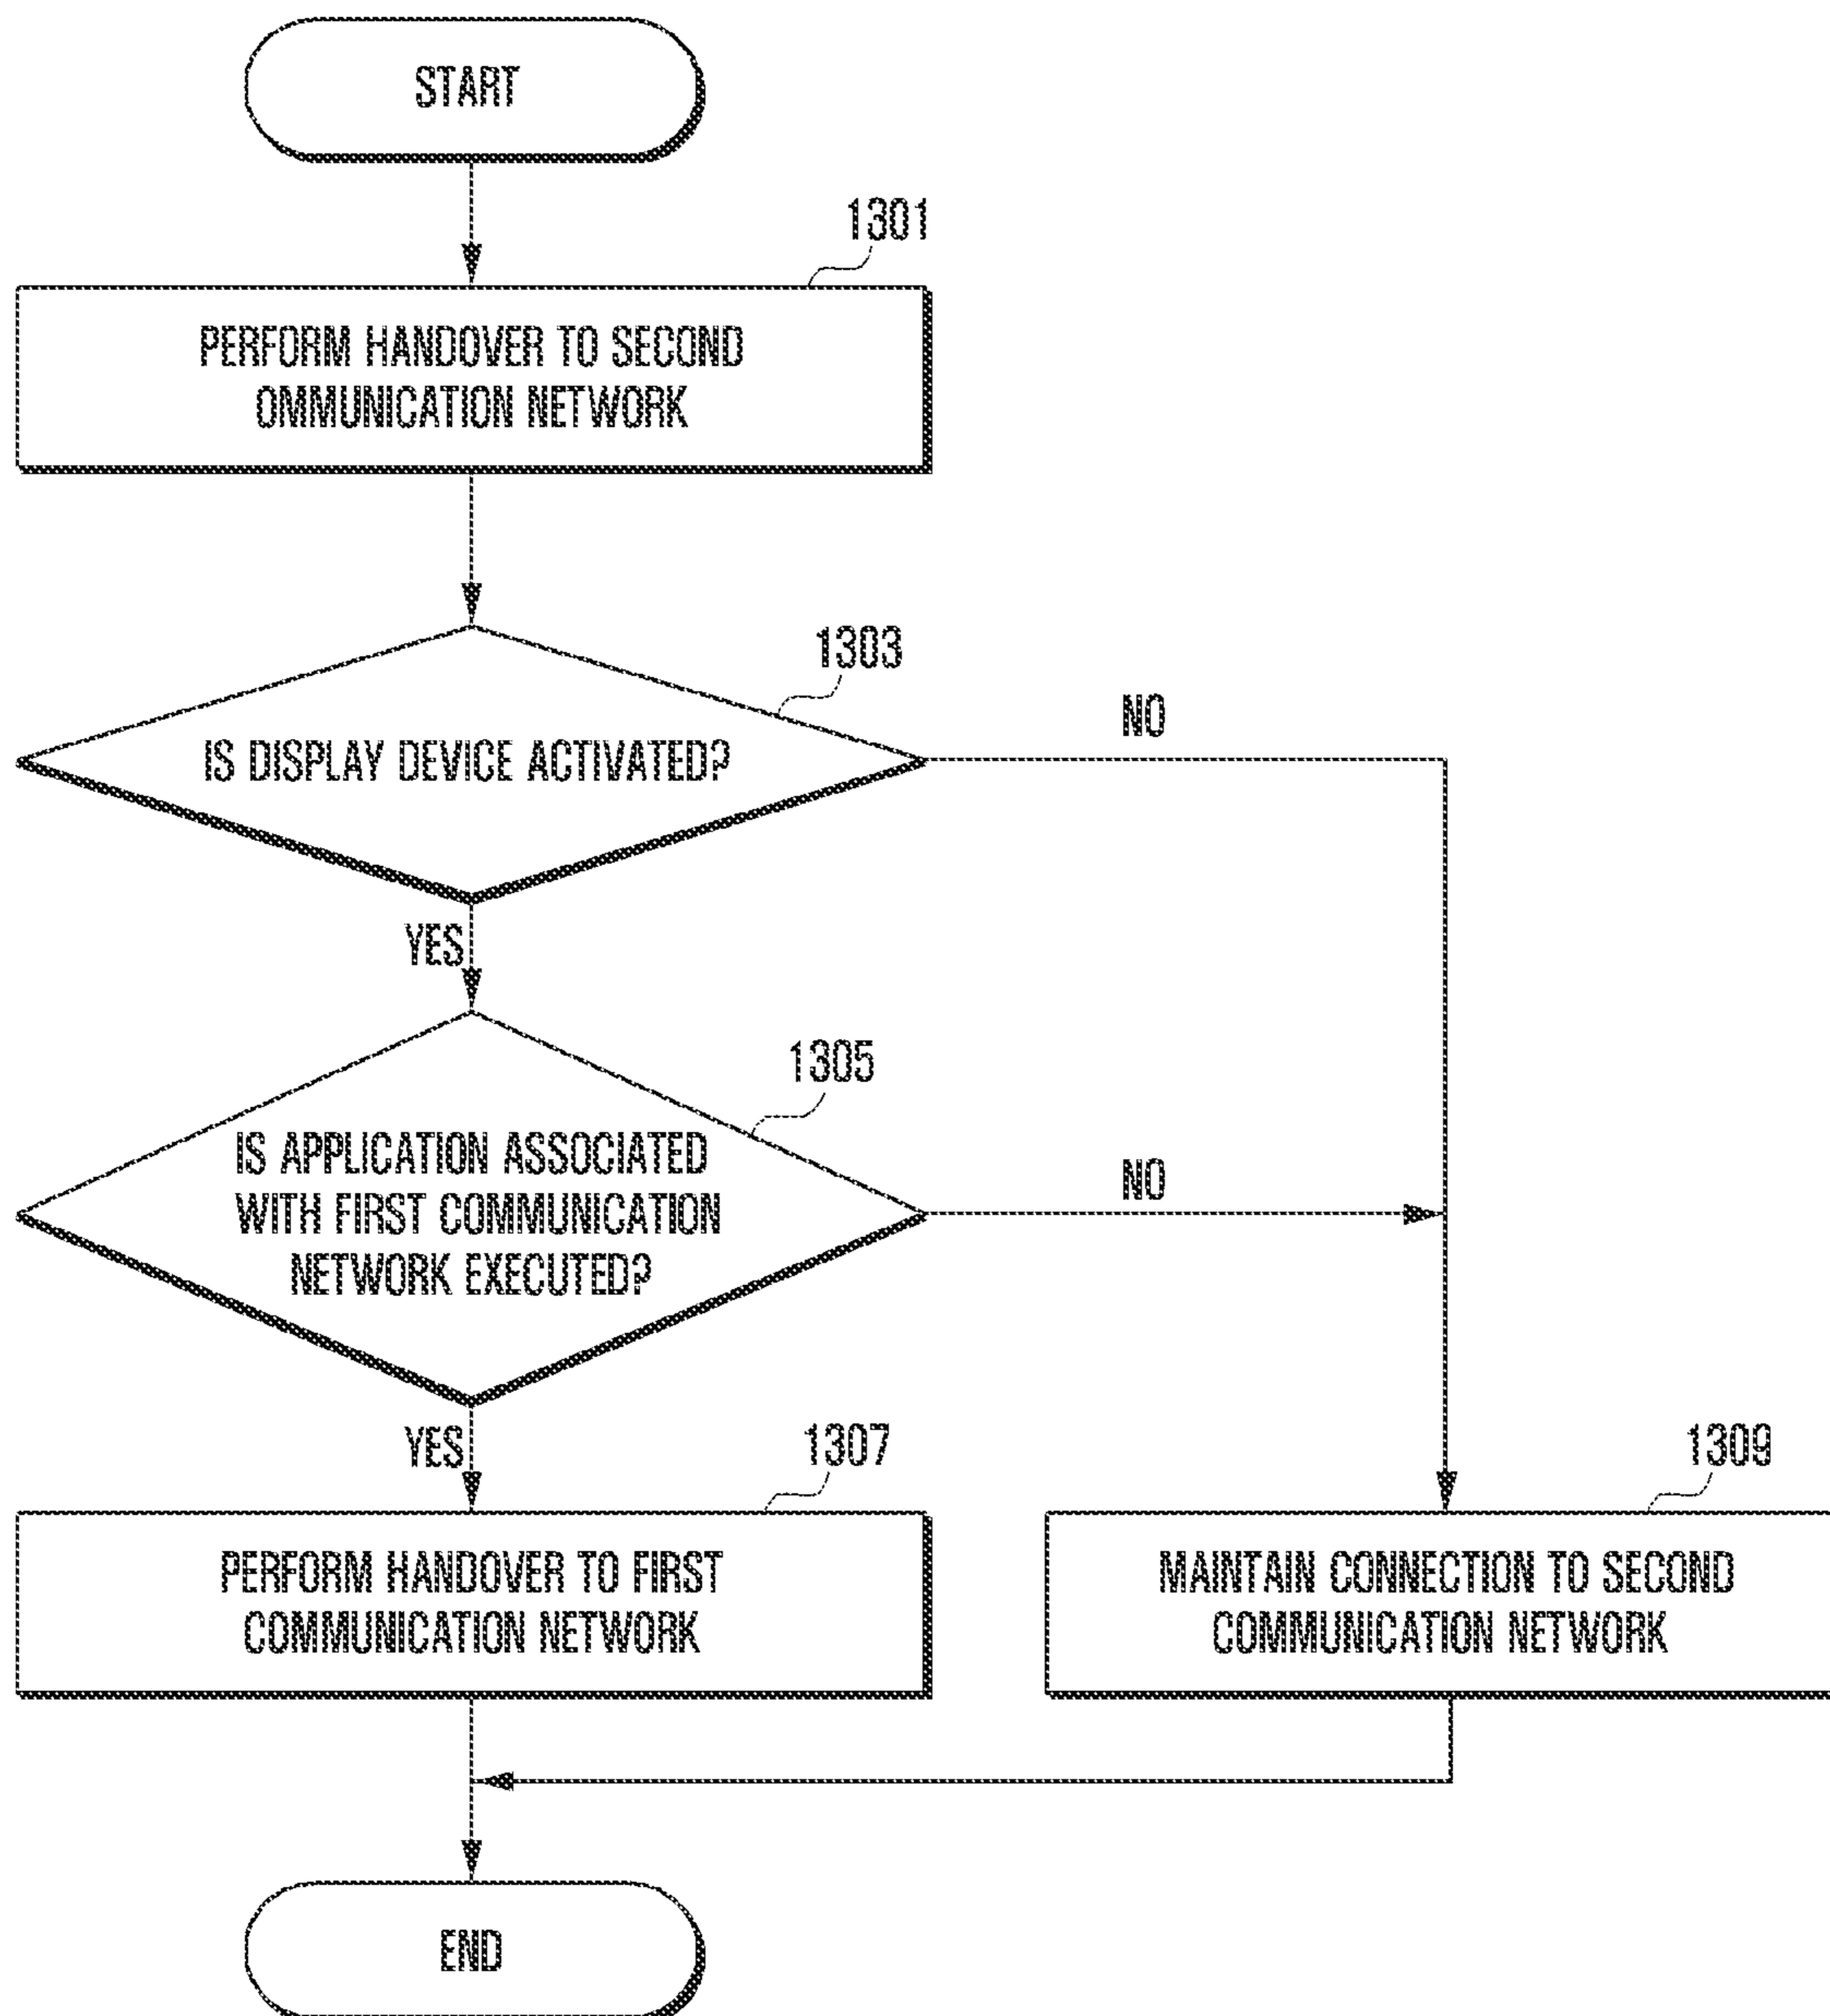 START
1301
PERFORM HANDOVER TO SECOND
OMMUNICATION NETWORK
1303
IS DISPLAY DEVICE ACTIVATED?
NO
YES
1305
IS APPLICATION ASSOCIATED
WITH FIRST COMMUNICATION
NETWORK EXECUTED?
NO
YES
1307
PERFORM HANDOVER TO FIRST
COMMUNICATION NETWORK
1309
MAINTAIN CONNECTION TO SECOND
COMMUNICATION NETWORK
END